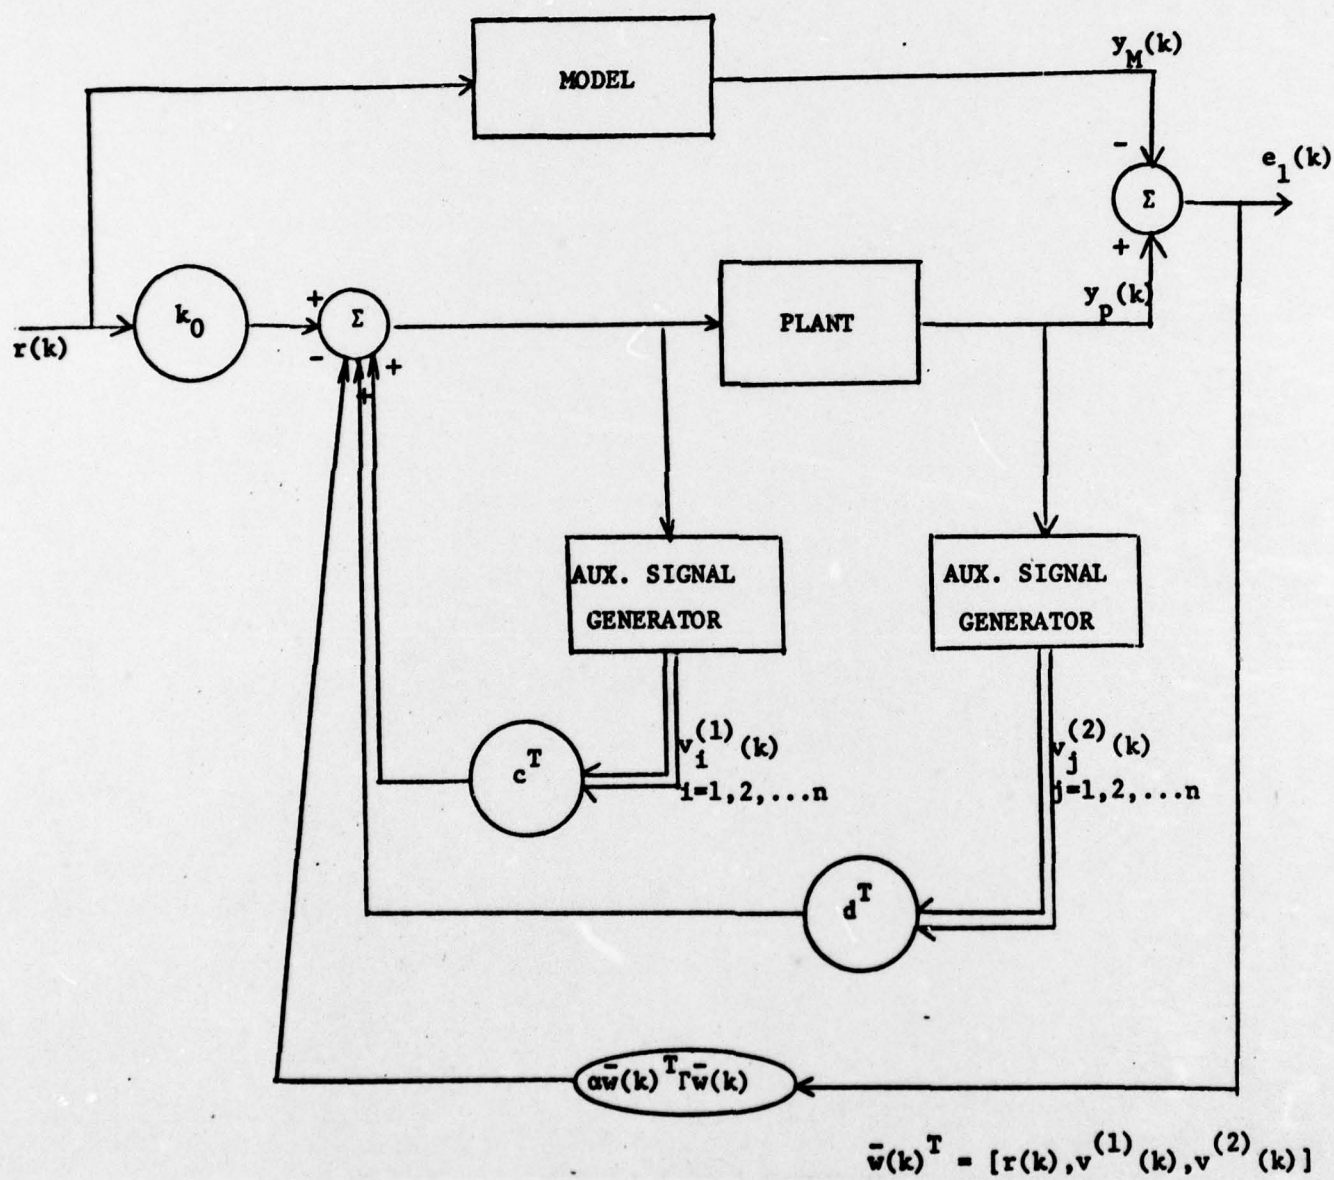 y_M(k)
MODEL
-
e_1(k)
Σ
+
k_0
+
Σ
y_p(k)
PLANT
r(k)
-
+
+
AUX. SIGNAL
GENERATOR
AUX. SIGNAL
GENERATOR
v_i^(1)(k)
i=1,2,...n
c^T
v_j^(2)(k)
j=1,2,...n
d^T
αw̄(k)^TΓw̄(k)
w̄(k)^T = [r(k),v^(1)(k),v^(2)(k)]